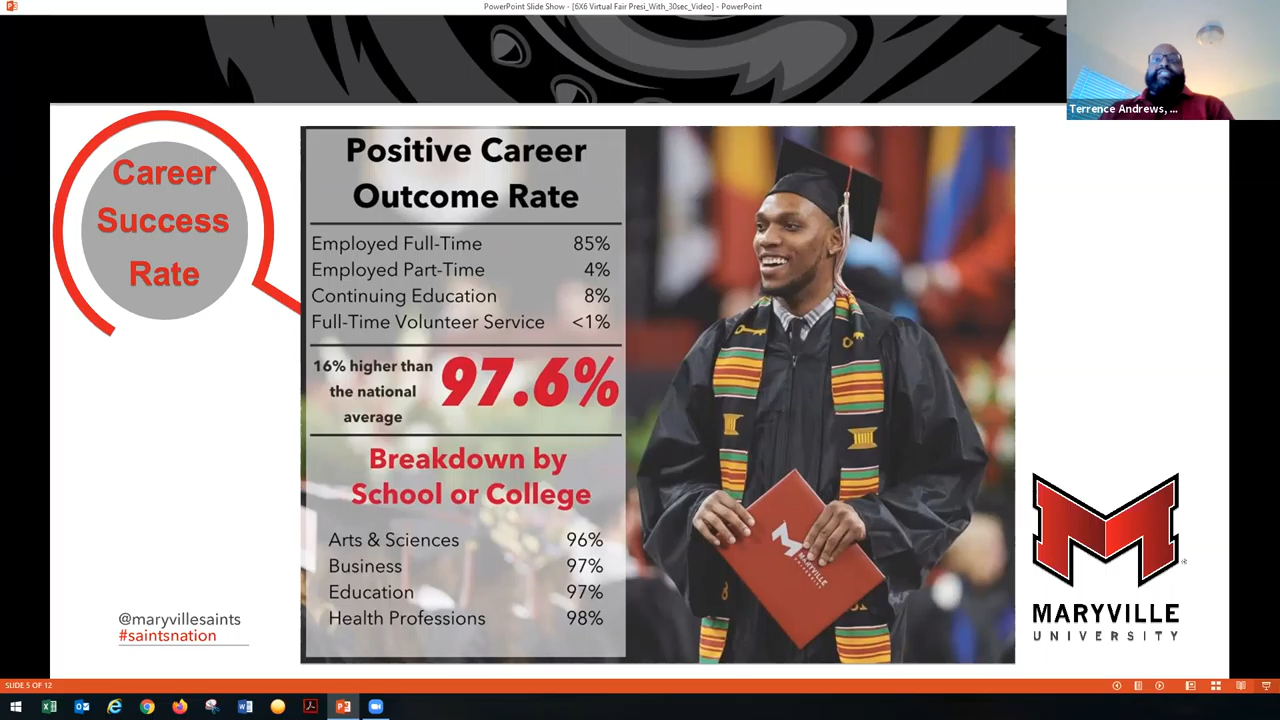 PowerPoint Slide Show - [6X6 Virtual Fair Presi_With_30sec_Video] - PowerPoint
Terrence Andrews, ...
Career
Success
Rate
Positive Career
Outcome Rate
Employed Full-Time 85%
Employed Part-Time 4%
Continuing Education 8%
Full-Time Volunteer Service <1%
16% higher than
the national
average
97.6%
Breakdown by
School or College
Arts & Sciences 96%
Business 97%
Education 97%
Health Professions 98%
MARYVILLE
UNIVERSITY
MARYVILLE
UNIVERSITY
@maryvillesaints
#saintsnation
SLIDE 5 OF 12